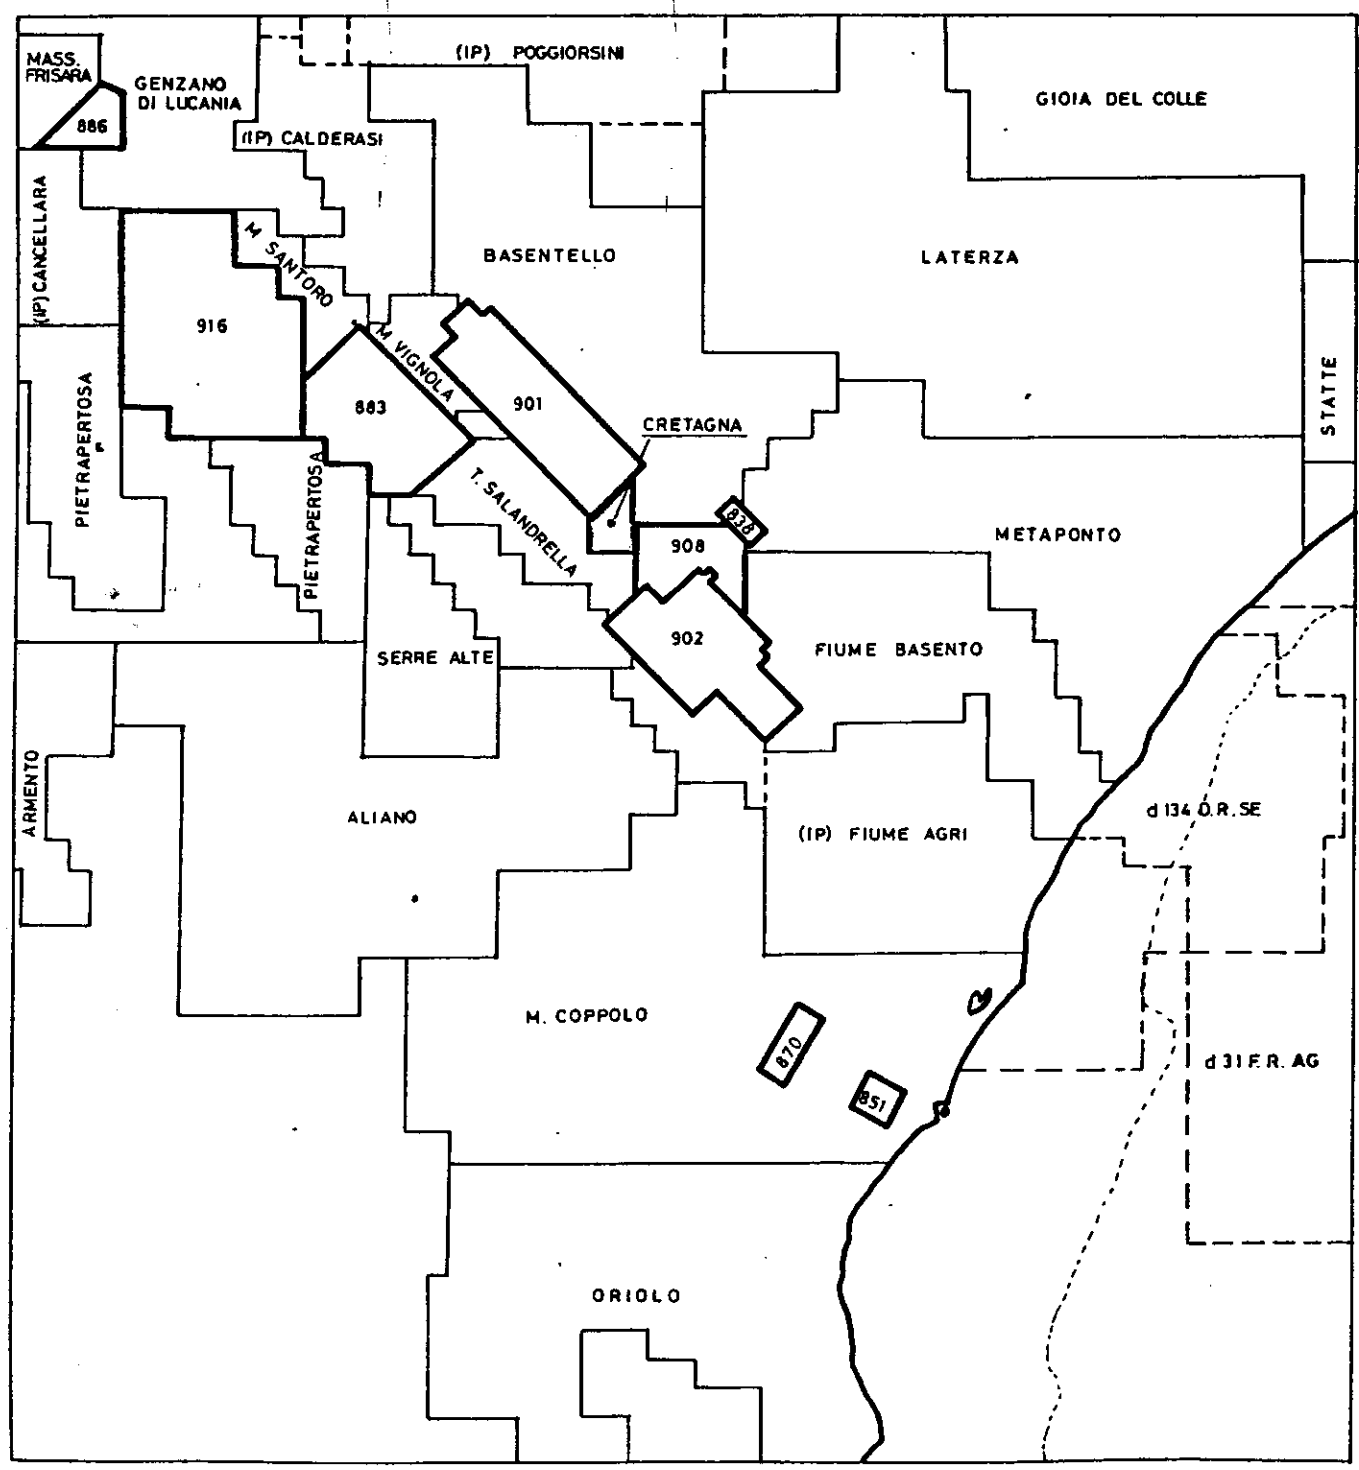 (IP) POGGIORSINI
MASS.
FRISARA
GENZANO
DI LUCANIA
GIOIA DEL COLLE
886
(IP) CALDERASI
(IP) CANCELLARA
M SANTORO
BASENTELLO
LATERZA
916
M VIGNOLA
STATTE
PIETRAPERTOSA
883
901
CRETAGNA
PIETRAPERTOSA
T. SALANDRELLA
838
908
METAPONTO
902
SERRE ALTE
FIUME BASENTO
ARMENTO
ALIANO
(IP) FIUME AGRI
d 134 O.R.SE
M. COPPOLO
870
d 31 F.R. AG
851
ORIOLO